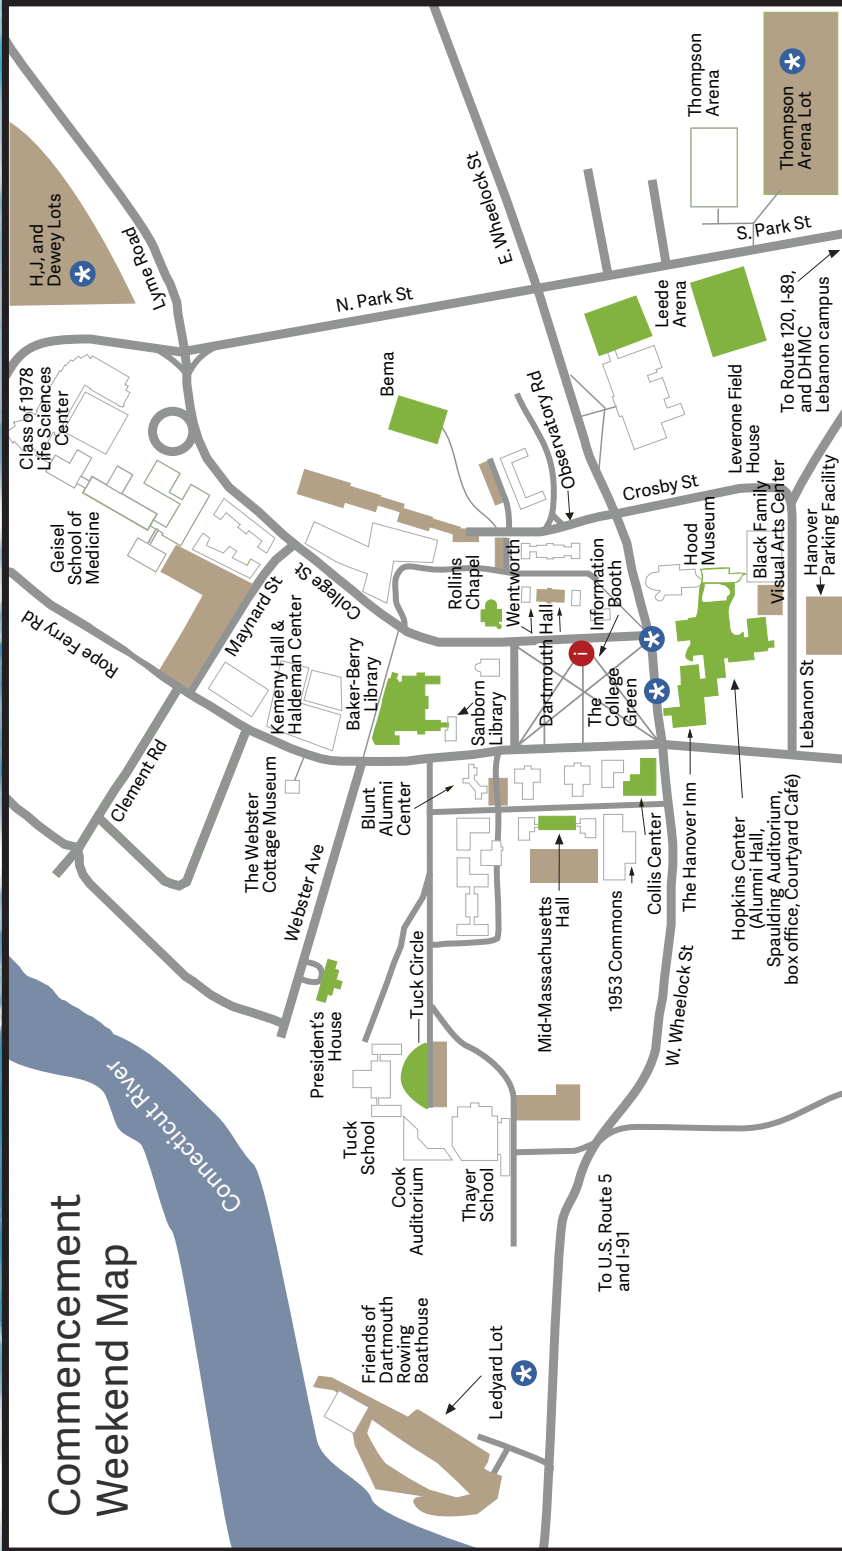 Commencement
Weekend Map
Connecticut River
Friends of
Dartmouth
Rowing
Boathouse
Ledyard Lot
To U.S. Route 5
and I-91
Tuck
School
Cook
Auditorium
Thayer
School
President's
House
Tuck Circle
Webster Ave
The Webster
Cottage Museum
Clement Rd
Rope Ferry Rd
Blunt
Alumni
Center
Mid-Massachusetts
Hall
1953 Commons
Collis Center
W. Wheelock St
The Hanover Inn
Hopkins Center
(Alumni Hall,
Spaulding Auditorium,
box office, Courtyard Café)
Kemeny Hall &
Haldeman Center
Baker-Berry
Library
Sanborn
Library
Maynard St
College St
Rollins
Chapel
Wentworth
Dartmouth Hall
Information
Booth
i
The
College
Green
Hood
Museum
Black Family
Visual Arts Center
Lebanon St
Hanover
Parking Facility
Geisel
School of
Medicine
Class of 1978
Life Sciences
Center
H,J, and
Dewey Lots
Lyme Road
N. Park St
Bema
Observatory Rd
Crosby St
E. Wheelock St
Leede
Arena
Leverone Field
House
To Route 120, I-89,
and DHMC
Lebanon campus
S. Park St
Thompson
Arena
Thompson
Arena Lot